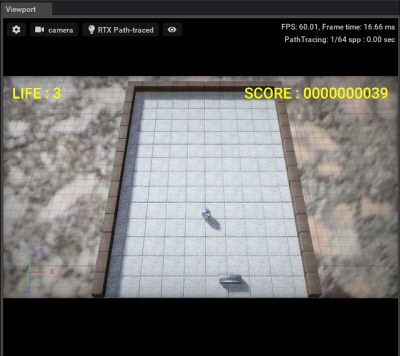 Viewport
camera
RTX Path-traced
FPS: 60.01, Frame time: 16.66 ms
PathTracing: 1/64 spp : 0.00 sec
LIFE : 3
SCORE : 0000000039
X